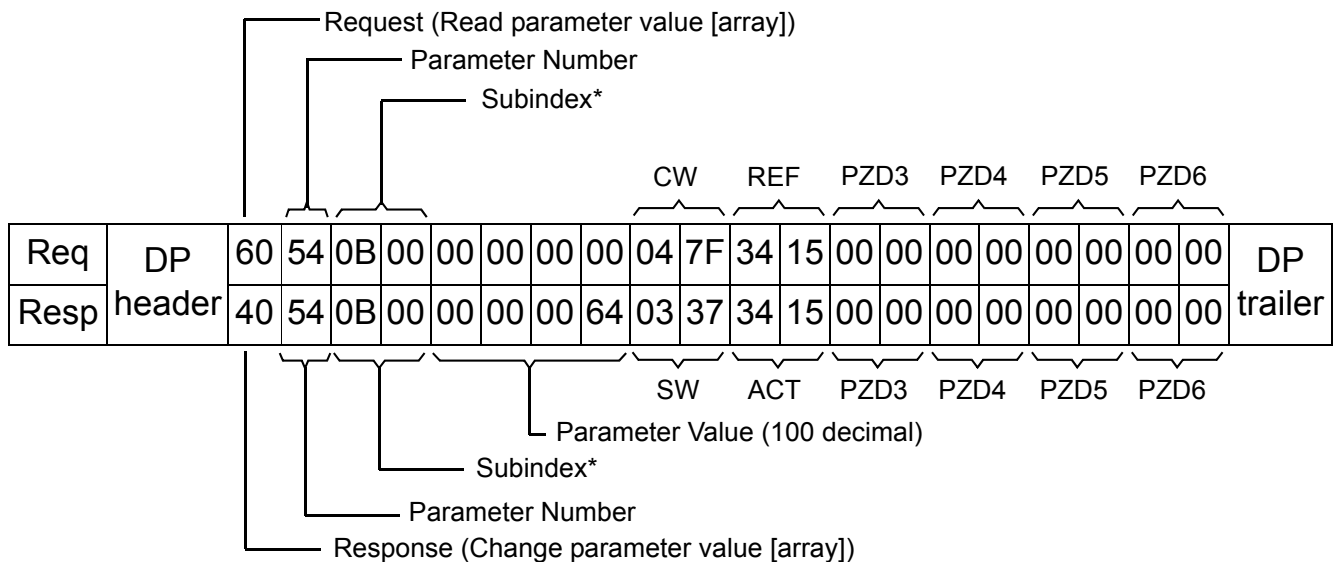 Request (Read parameter value [array])
Parameter Number
Subindex*
CW REF PZD3 PZD4 PZD5 PZD6
Req DP header 60 54 0B 00 00 00 00 00 04 7F 34 15 00 00 00 00 00 00 00 00 DP trailer
Resp 40 54 0B 00 00 00 00 64 03 37 34 15 00 00 00 00 00 00 00 00
SW ACT PZD3 PZD4 PZD5 PZD6
Parameter Value (100 decimal)
Subindex*
Parameter Number
Response (Change parameter value [array])